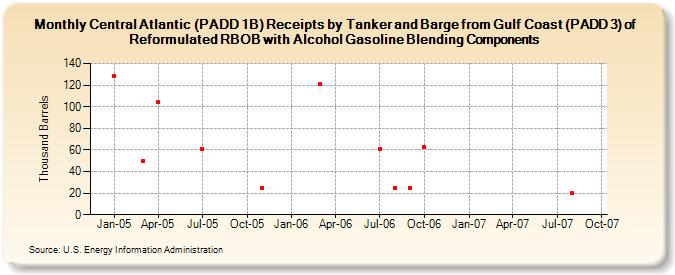 Monthly Central Atlantic (PADD 1B) Receipts by Tanker and Barge from Gulf Coast (PADD 3) of
Reformulated RBOB with Alcohol Gasoline Blending Components
Thousand Barrels
140
120
100
80
60
40
20
0
Jan-05 Apr-05 Jul-05 Oct-05 Jan-06 Apr-06 Jul-06 Oct-06 Jan-07 Apr-07 Jul-07 Oct-07
Source: U.S. Energy Information Administration